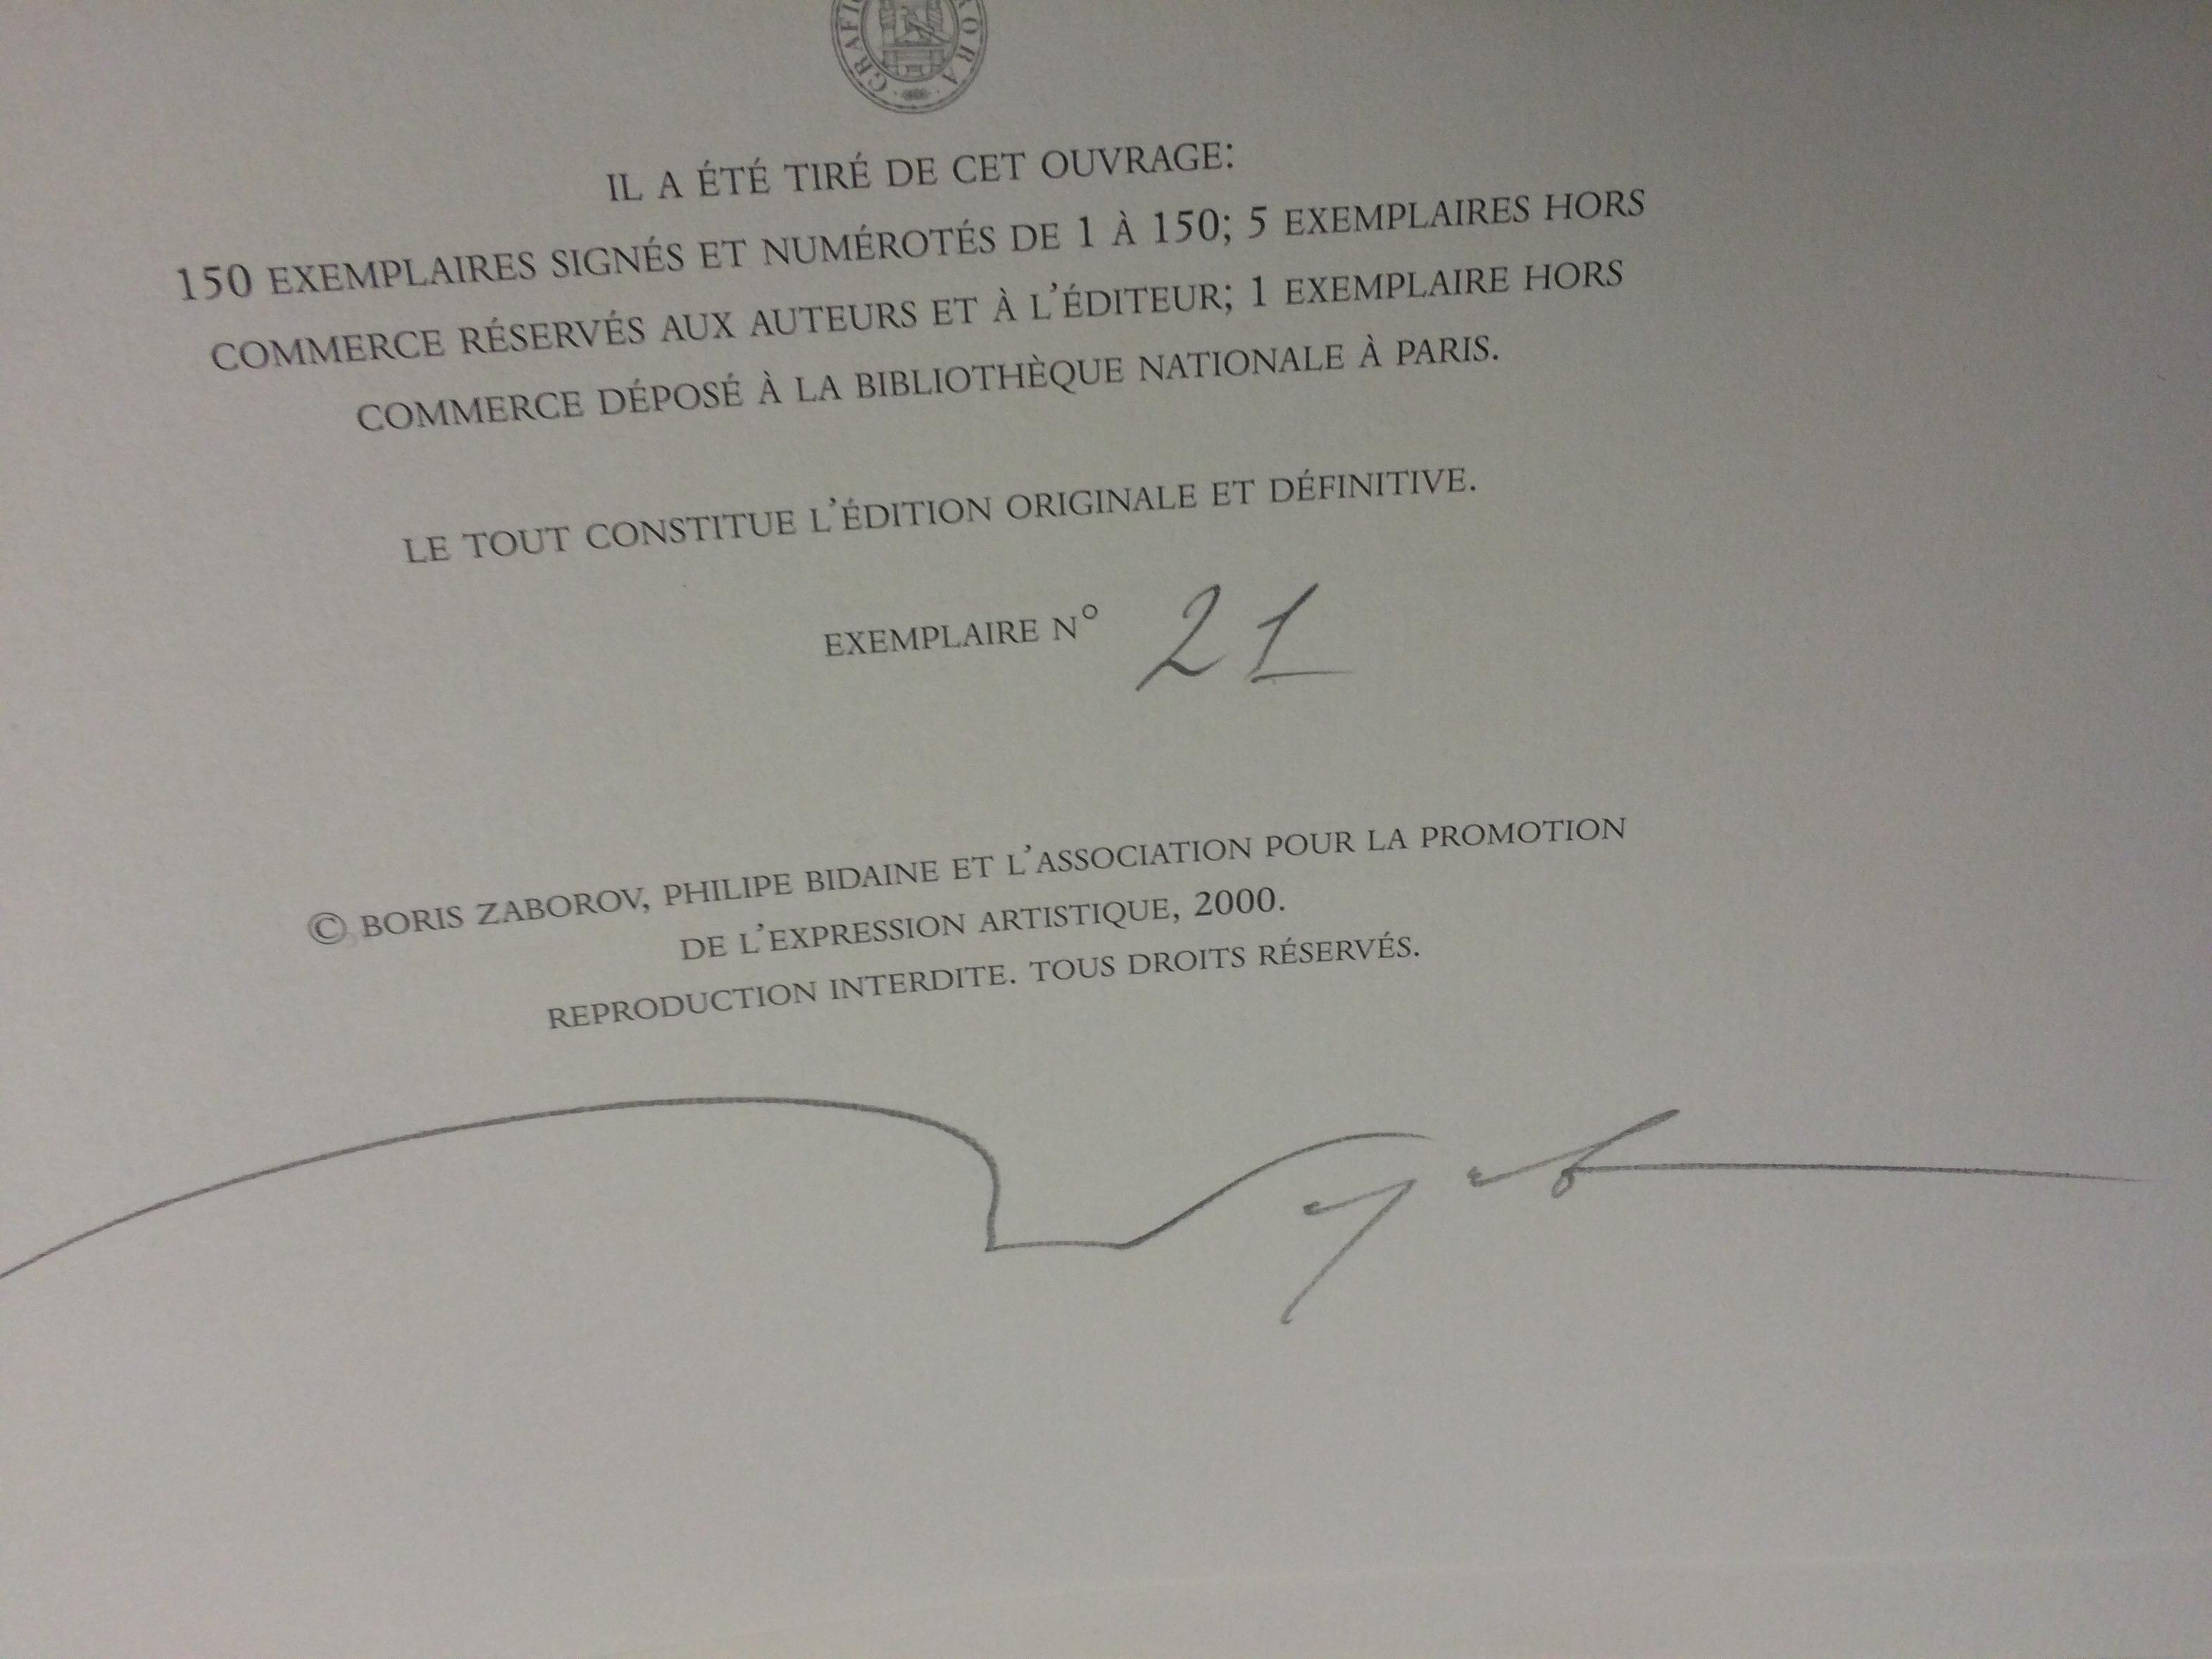 GRAFI XORA
IL A ÉTÉ TIRÉ DE CET OUVRAGE:
150 EXEMPLAIRES SIGNÉS ET NUMÉROTÉS DE 1 À 150; 5 EXEMPLAIRES HORS
COMMERCE RÉSERVÉS AUX AUTEURS ET À L'ÉDITEUR; 1 EXEMPLAIRE HORS
COMMERCE DÉPOSÉ À LA BIBLIOTHÈQUE NATIONALE À PARIS.
LE TOUT CONSTITUE L'ÉDITION ORIGINALE ET DÉFINITIVE.
EXEMPLAIRE N° 21
© BORIS ZABOROV, PHILIPE BIDAINE ET L'ASSOCIATION POUR LA PROMOTION
DE L'EXPRESSION ARTISTIQUE, 2000.
REPRODUCTION INTERDITE. TOUS DROITS RÉSERVÉS.